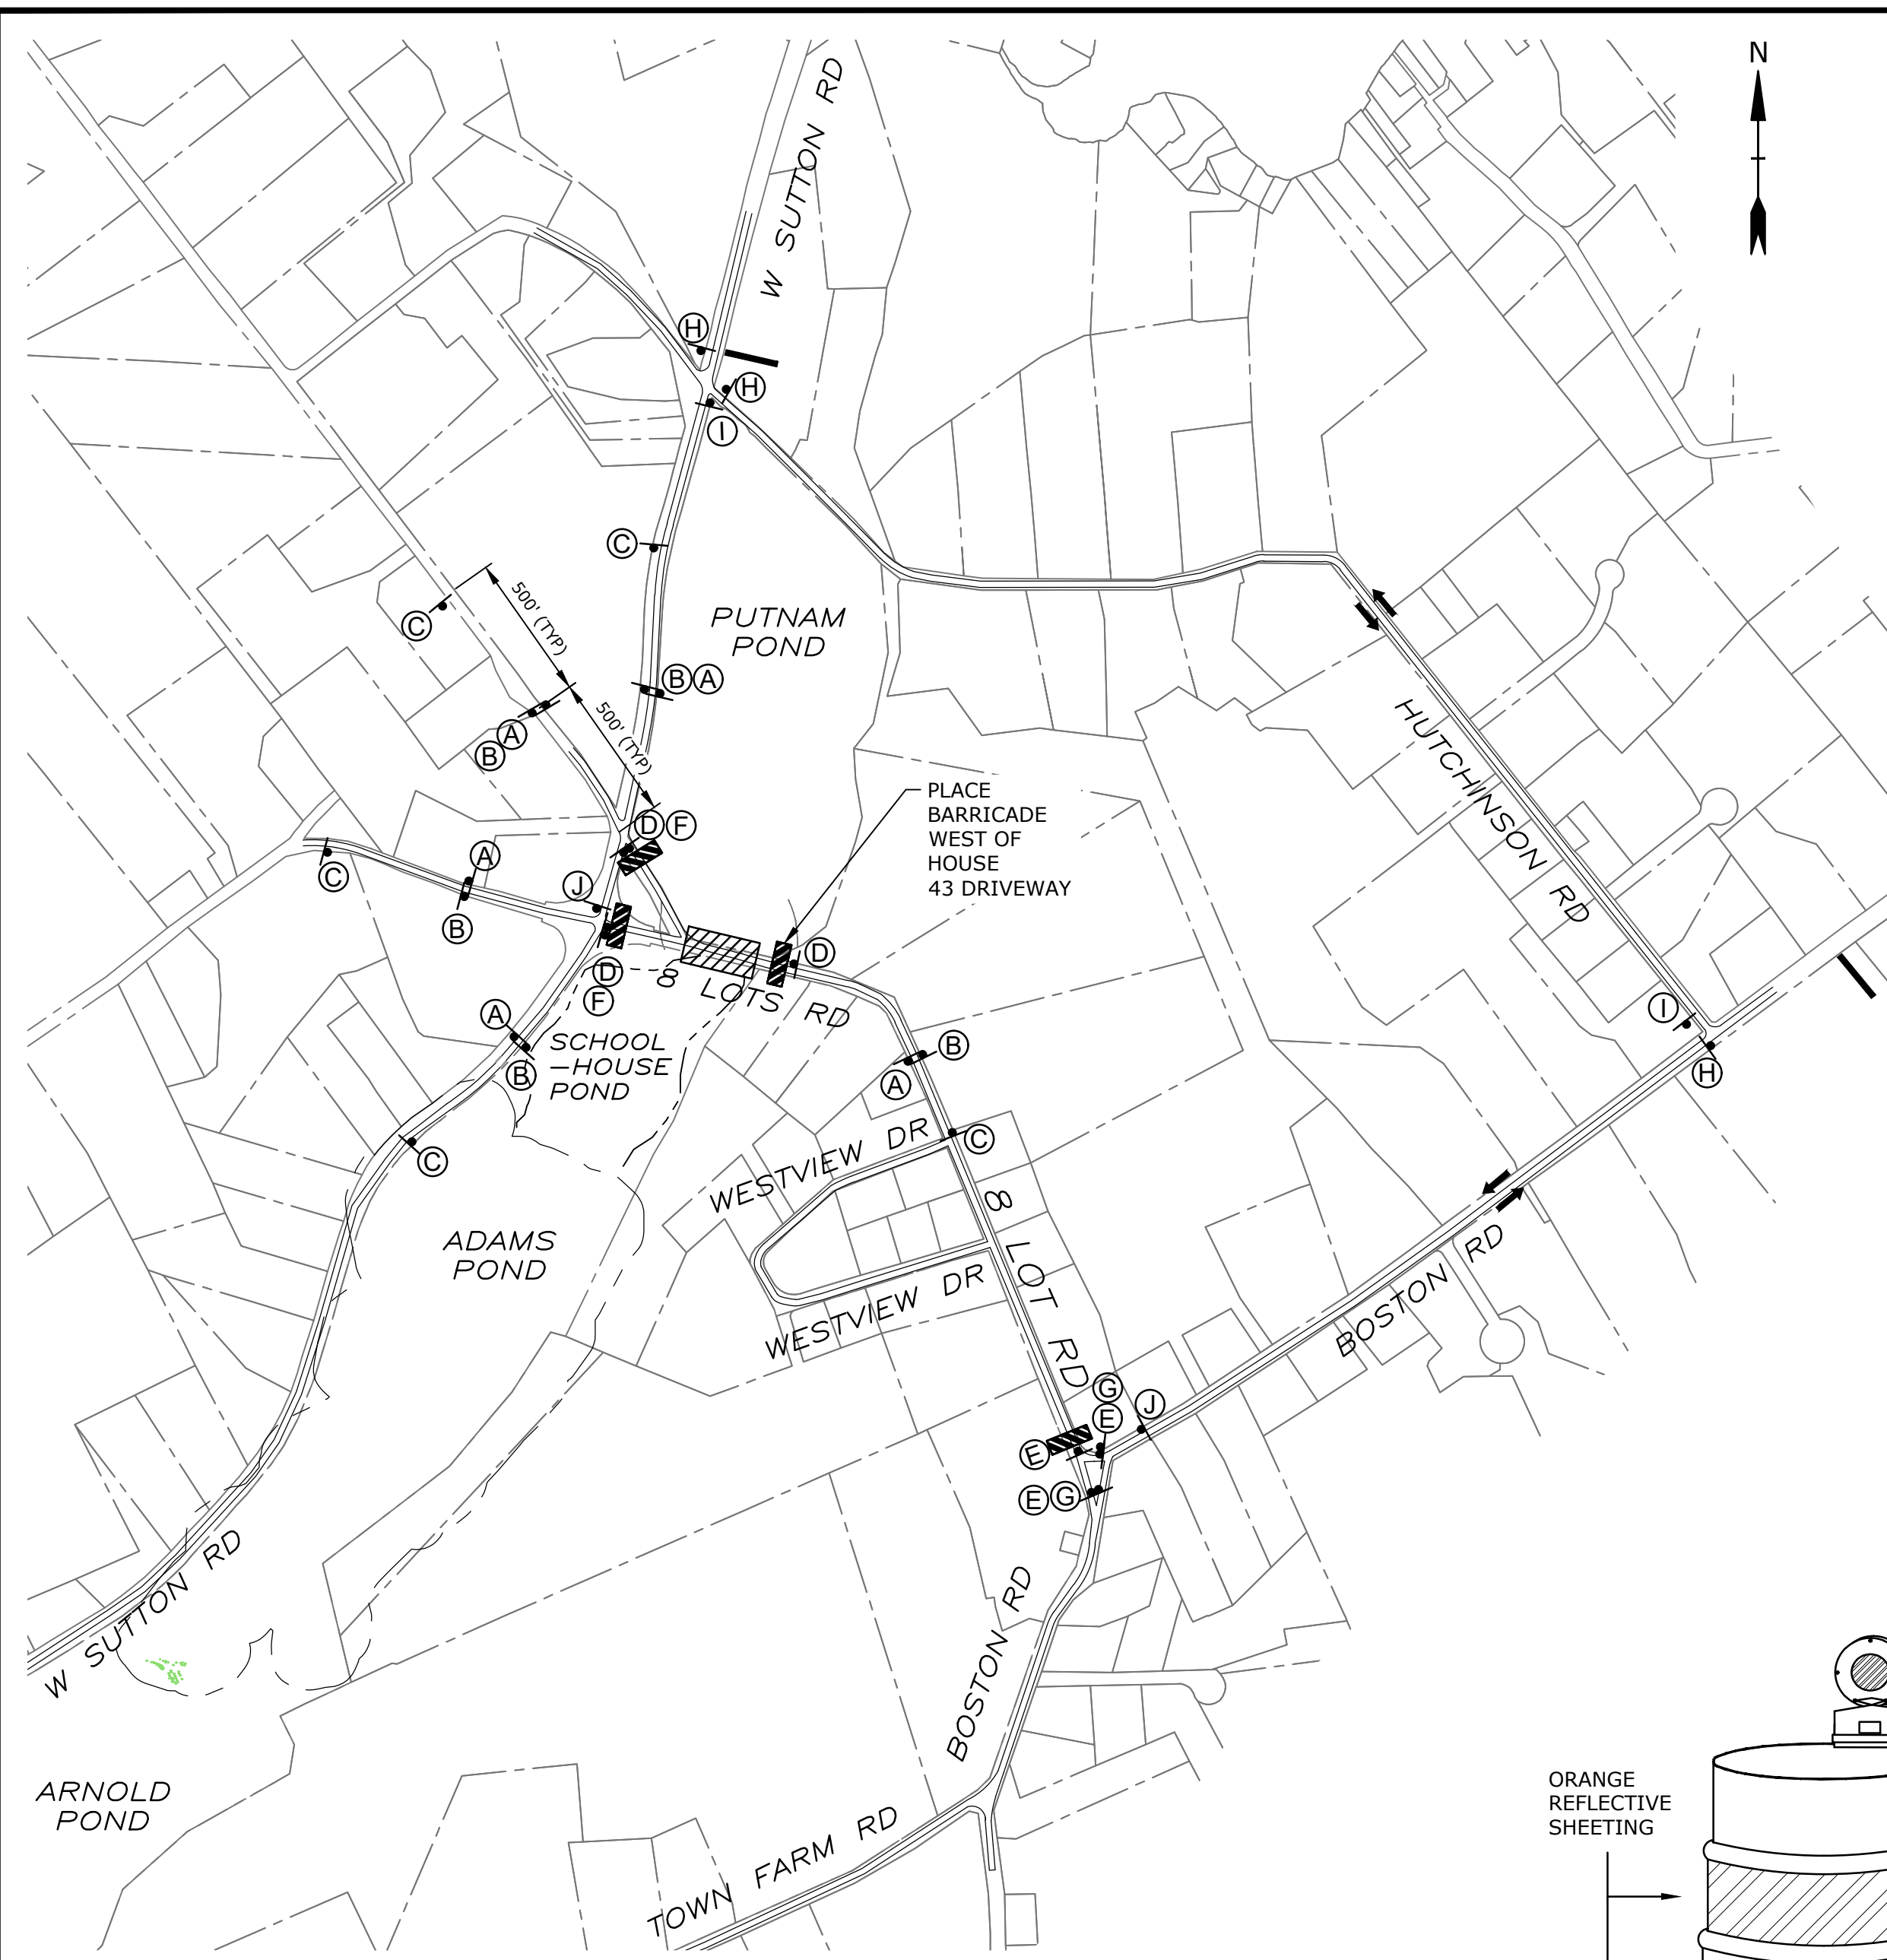 N
W SUTTON RD
H
H
I
C
500' (TYP)
C
PUTNAM
POND
B A
500' (TYP)
A
B
HUTCHINSON RD
PLACE
BARRICADE
WEST OF
HOUSE
43 DRIVEWAY
D F
A
C
J
B
D
8 LOTS RD
D
F
I
A
SCHOOL
-HOUSE
POND
B
B
A
H
C
WESTVIEW DR
C
8 LOT RD
ADAMS
POND
WESTVIEW DR
BOSTON RD
G
E
J
E
E G
W SUTTON RD
BOSTON RD
ARNOLD
POND
TOWN FARM RD
ORANGE
REFLECTIVE
SHEETING